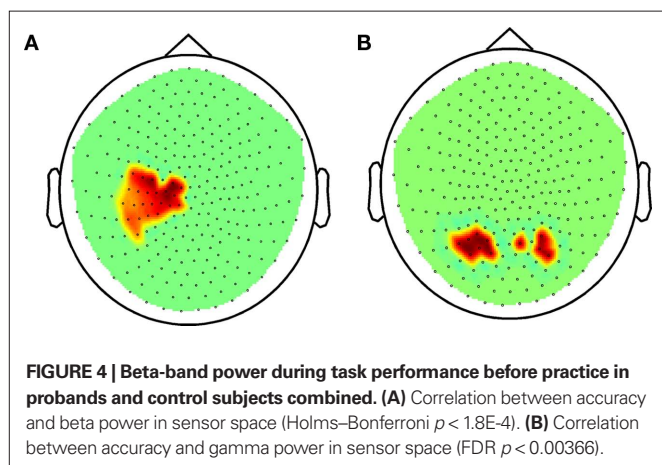 A
B
FIGURE 4 | Beta-band power during task performance before practice in
probands and control subjects combined. (A) Correlation between accuracy
and beta power in sensor space (Holms–Bonferroni p < 1.8E-4). (B) Correlation
between accuracy and gamma power in sensor space (FDR p < 0.00366).